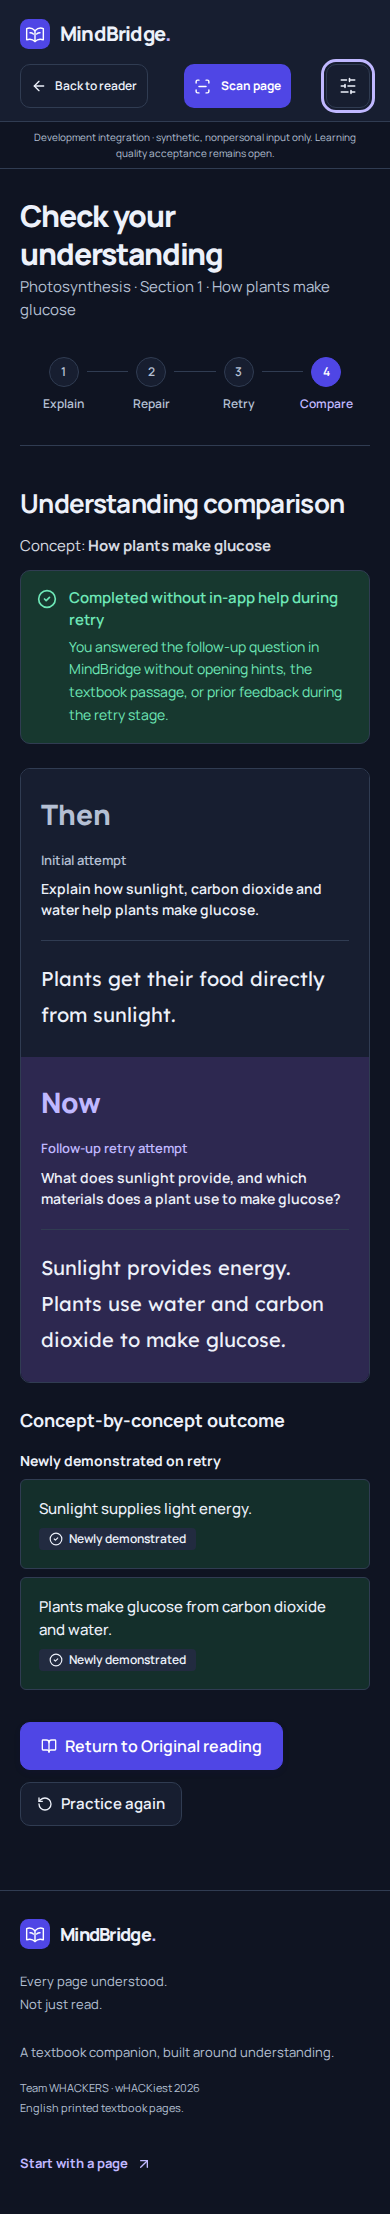 MindBridge.
Back to reader
Scan page
Development integration · synthetic, nonpersonal input only. Learning
quality acceptance remains open.
Check your
understanding
Photosynthesis · Section 1 · How plants make
glucose
1
2
3
4
Explain
Repair
Retry
Compare
Understanding comparison
Concept: How plants make glucose
Completed without in-app help during
retry
You answered the follow-up question in
MindBridge without opening hints, the
textbook passage, or prior feedback during
the retry stage.
Then
Initial attempt
Explain how sunlight, carbon dioxide and
water help plants make glucose.
Plants get their food directly
from sunlight.
Now
Follow-up retry attempt
What does sunlight provide, and which
materials does a plant use to make glucose?
Sunlight provides energy.
Plants use water and carbon
dioxide to make glucose.
Concept-by-concept outcome
Newly demonstrated on retry
Sunlight supplies light energy.
Newly demonstrated
Plants make glucose from carbon dioxide
and water.
Newly demonstrated
Return to Original reading
Practice again
MindBridge.
Every page understood.
Not just read.
A textbook companion, built around understanding.
Team WHACKERS · wHACKiest 2026
English printed textbook pages.
Start with a page